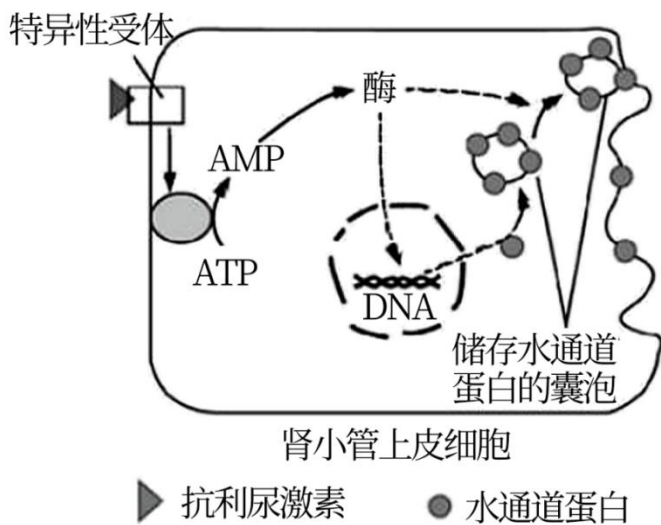 特异性受体
酶
AMP
ATP
DNA
储存水通道
蛋白的囊泡
肾小管上皮细胞
抗利尿激素
水通道蛋白